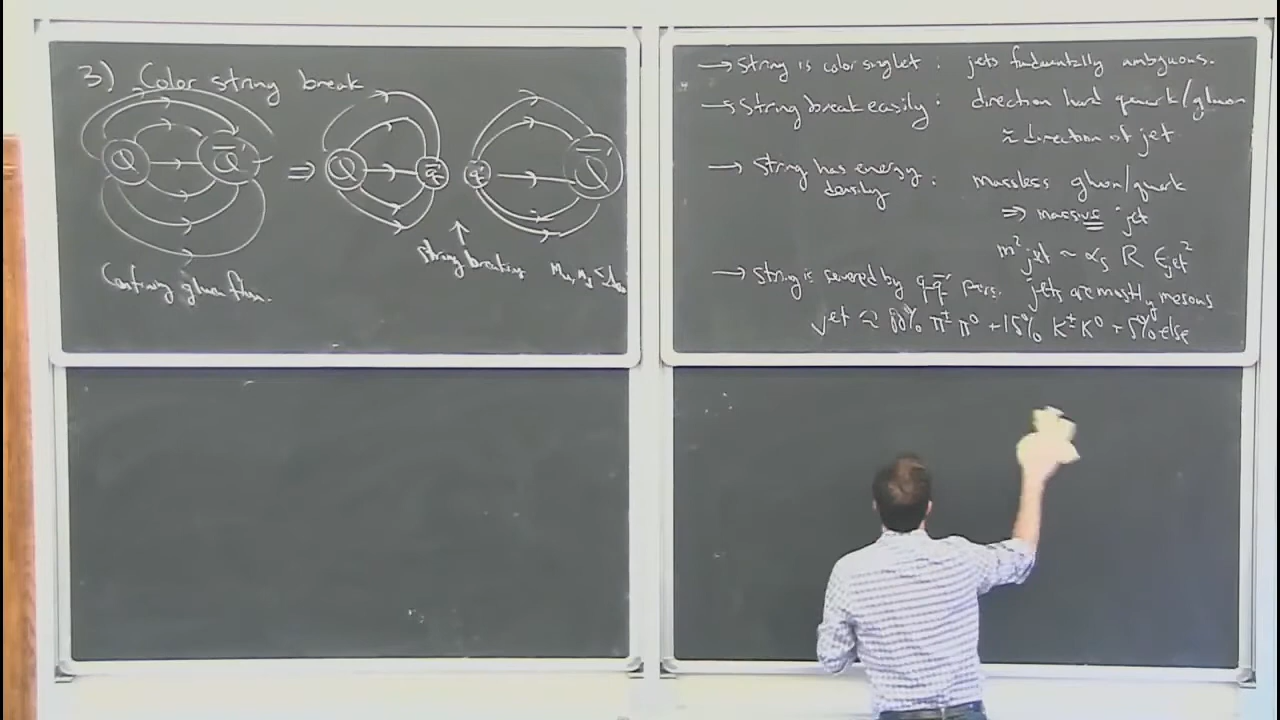 3) Color string break
Q Q̄' ⇒ Q q̄ q' Q̄'
↑
string breaking
Confining gluon flux.
→ String is color singlet : jets fundamentally ambiguous.
→ String break easily : direction hard quark/gluon
≈ direction of jet
→ String has energy
density : massless gluon/quark
⇒ massive jet
m²jet ~ αs R Ejet²
→ String is severed by qq̄' pairs. jets are mostly mesons
Jet ≈ 80% π± π⁰ + 15% K± K⁰ + 5% else